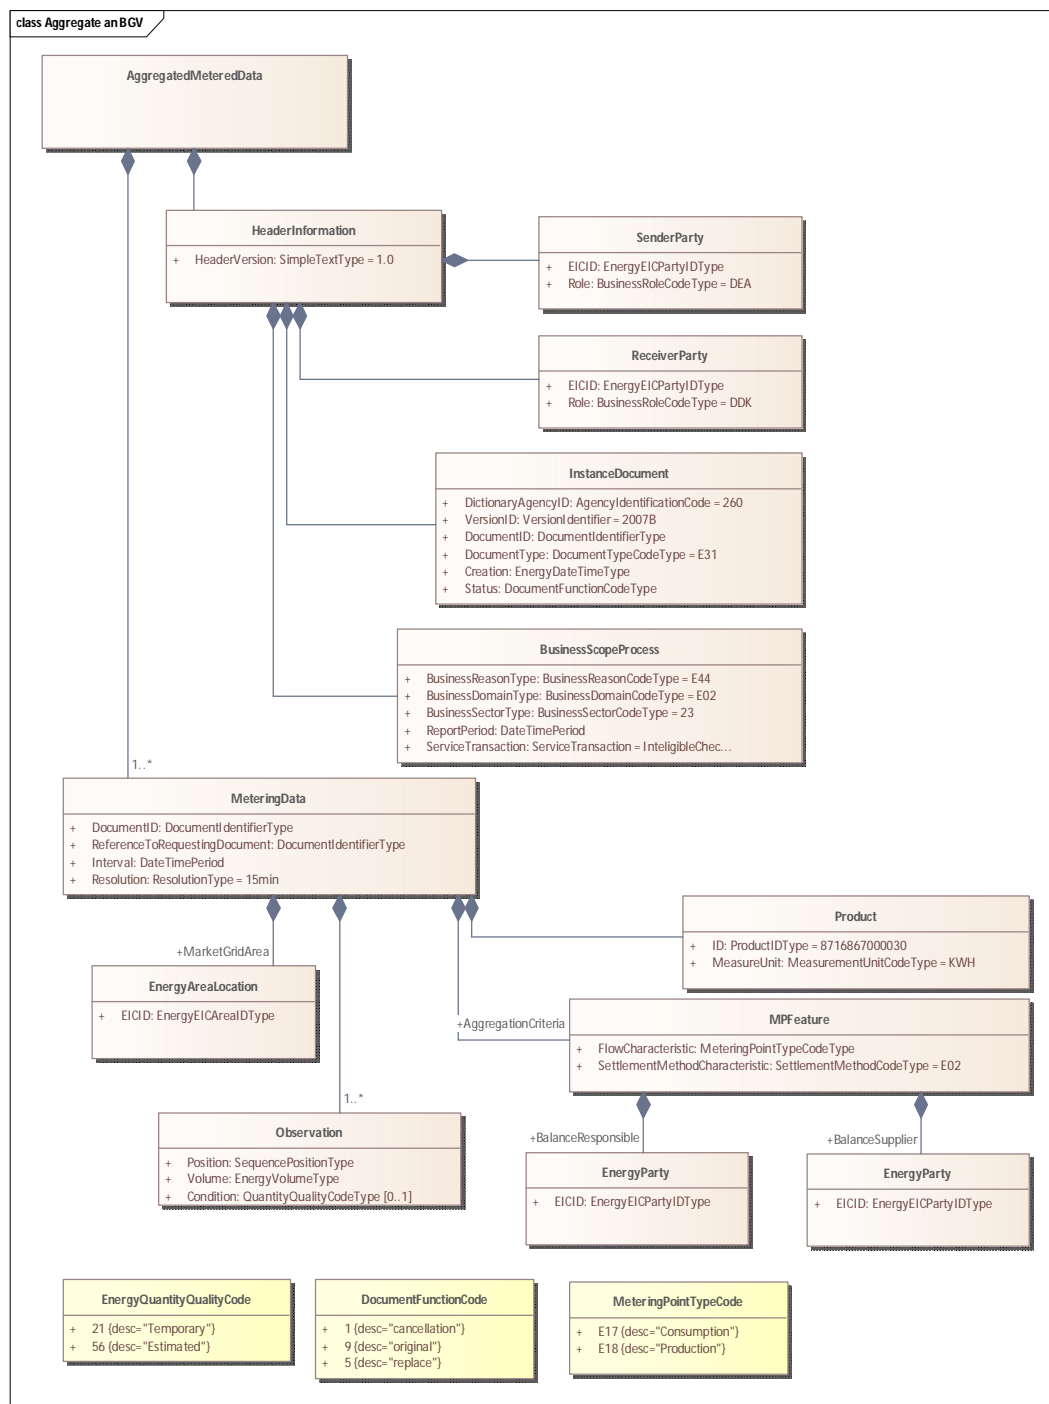 class Aggregate an BGV
AggregatedMeteredData
HeaderInformation
+ HeaderVersion: SimpleTextType = 1.0
SenderParty
+ EICID: EnergyEICPartyIDType
+ Role: BusinessRoleCodeType = DEA
ReceiverParty
+ EICID: EnergyEICPartyIDType
+ Role: BusinessRoleCodeType = DDK
InstanceDocument
+ DictionaryAgencyID: AgencyIdentificationCode = 260
+ VersionID: VersionIdentifier = 2007B
+ DocumentID: DocumentIdentifierType
+ DocumentType: DocumentTypeCodeType = E31
+ Creation: EnergyDateTimeType
+ Status: DocumentFunctionCodeType
BusinessScopeProcess
+ BusinessReasonType: BusinessReasonCodeType = E44
+ BusinessDomainType: BusinessDomainCodeType = E02
+ BusinessSectorType: BusinessSectorCodeType = 23
+ ReportPeriod: DateTimePeriod
+ ServiceTransaction: ServiceTransaction = InteligibleChec...
1..*
MeteringData
+ DocumentID: DocumentIdentifierType
+ ReferenceToRequestingDocument: DocumentIdentifierType
+ Interval: DateTimePeriod
+ Resolution: ResolutionType = 15min
Product
+ ID: ProductIDType = 8716867000030
+ MeasureUnit: MeasurementUnitCodeType = KWH
+MarketGridArea
EnergyAreaLocation
+ EICID: EnergyEICAreaIDType
+AggregationCriteria
MPFeature
+ FlowCharacteristic: MeteringPointTypeCodeType
+ SettlementMethodCharacteristic: SettlementMethodCodeType = E02
1..*
Observation
+ Position: SequencePositionType
+ Volume: EnergyVolumeType
+ Condition: QuantityQualityCodeType [0..1]
+BalanceResponsible
EnergyParty
+ EICID: EnergyEICPartyIDType
+BalanceSupplier
EnergyParty
+ EICID: EnergyEICPartyIDType
EnergyQuantityQualityCode
+ 21 {desc="Temporary"}
+ 56 {desc="Estimated"}
DocumentFunctionCode
+ 1 {desc="cancellation"}
+ 9 {desc="original"}
+ 5 {desc="replace"}
MeteringPointTypeCode
+ E17 {desc="Consumption"}
+ E18 {desc="Production"}